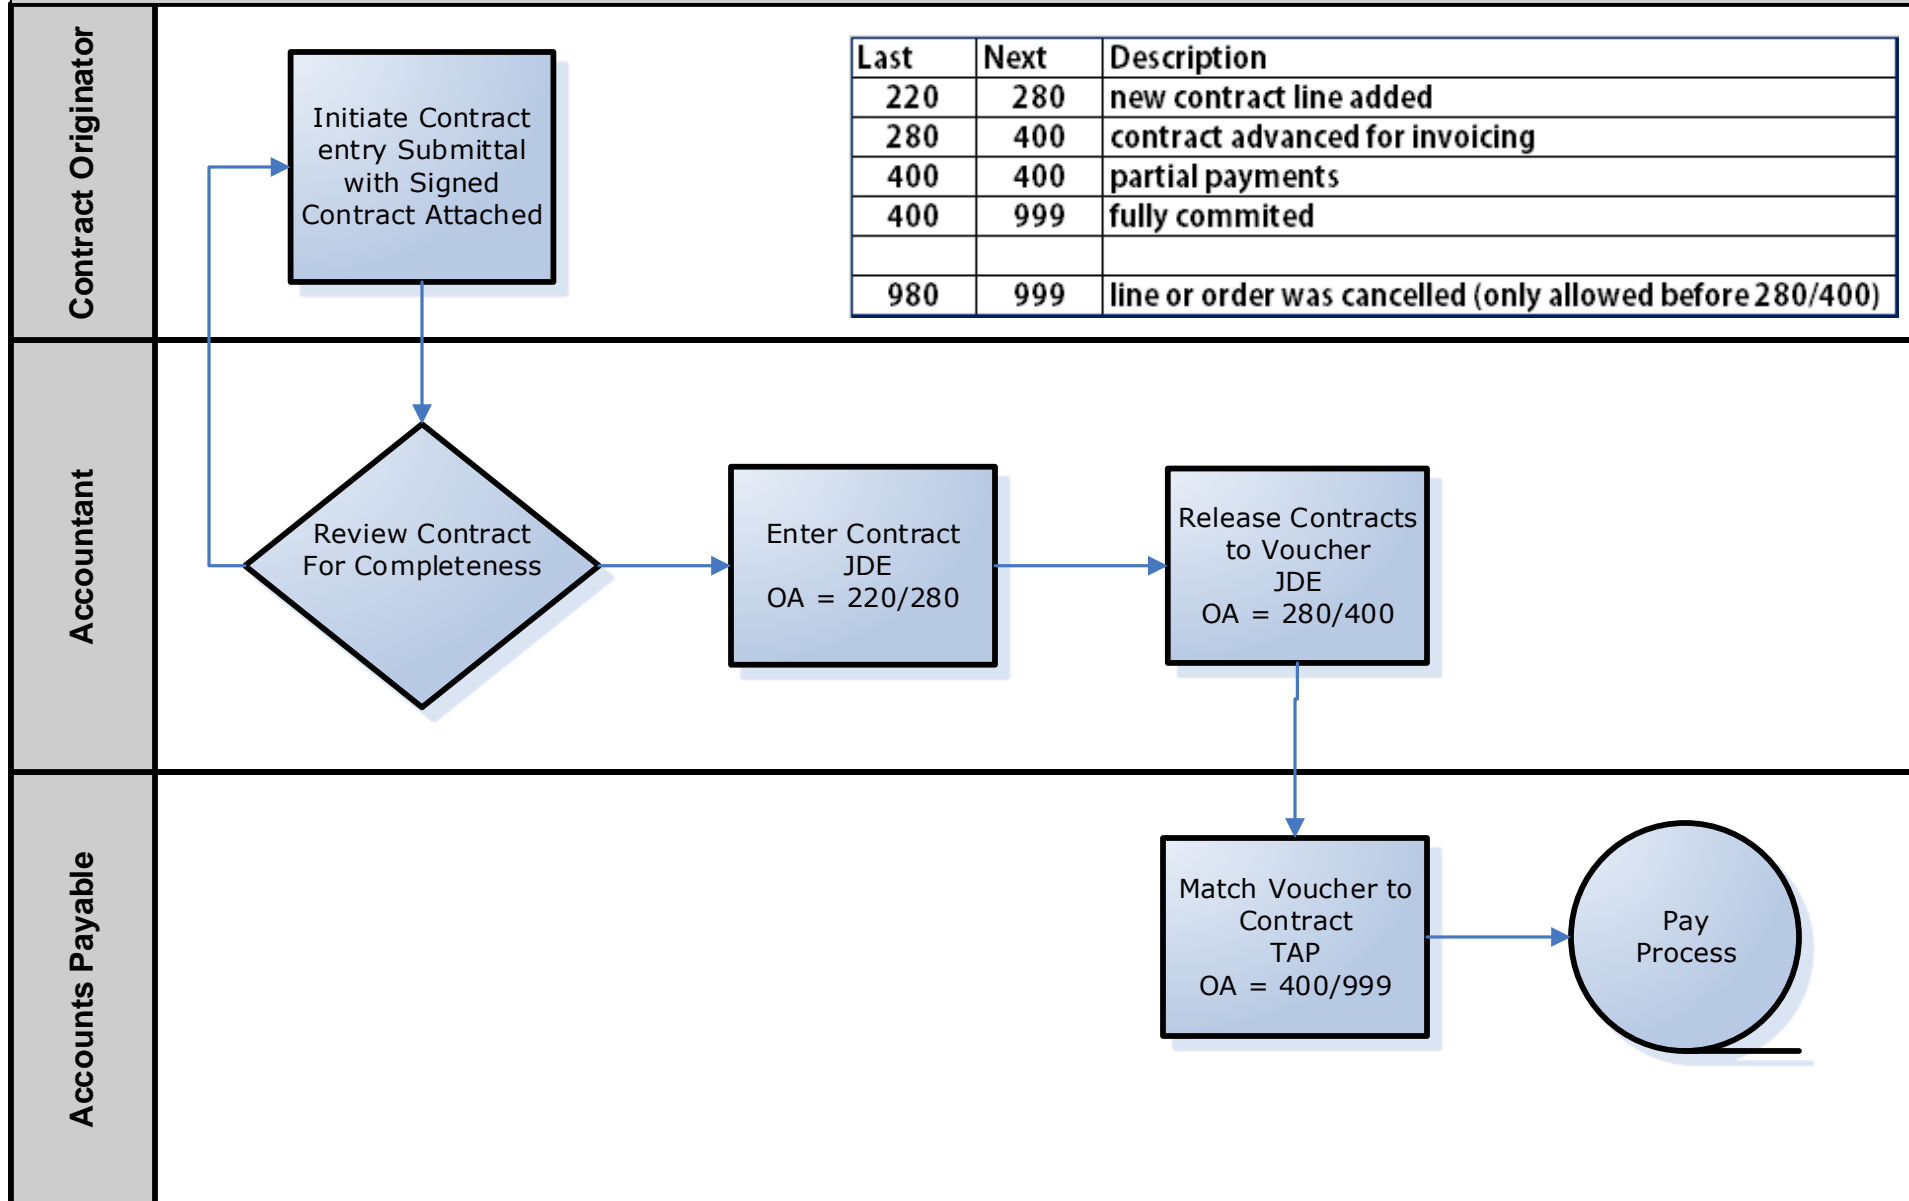 Contract Originator
Initiate Contract
entry Submittal
with Signed
Contract Attached
Last Next Description
220 280 new contract line added
280 400 contract advanced for invoicing
400 400 partial payments
400 999 fully commited
980 999 line or order was cancelled (only allowed before 280/400)
Accountant
Review Contract
For Completeness
Enter Contract
JDE
OA = 220/280
Release Contracts
to Voucher
JDE
OA = 280/400
Accounts Payable
Match Voucher to
Contract
TAP
OA = 400/999
Pay
Process